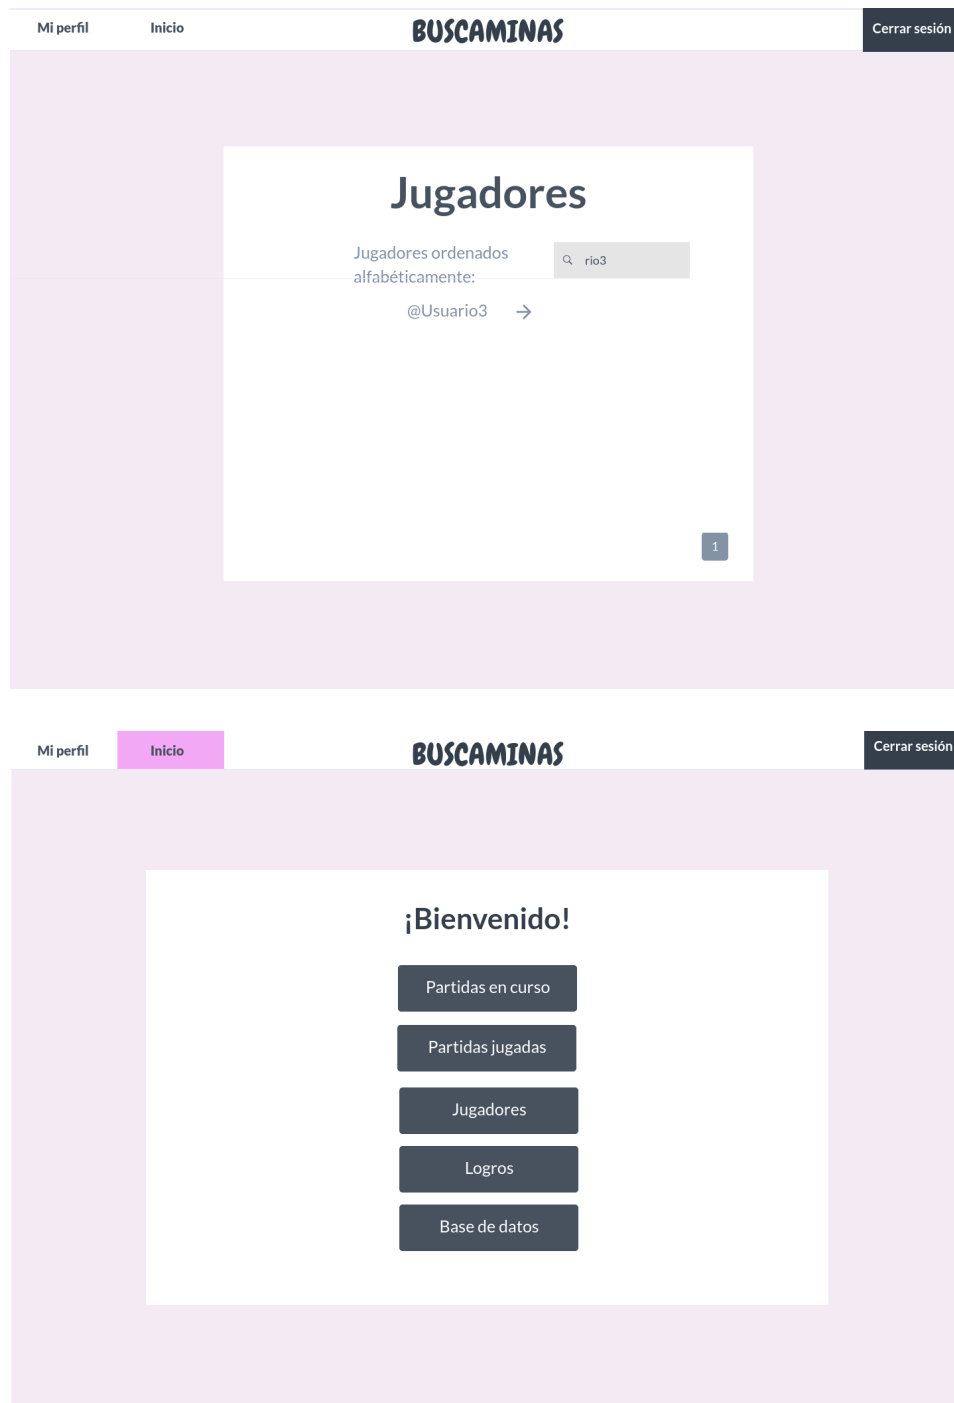 Mi perfil Inicio BUSCAMINAS Cerrar sesión
Jugadores
Jugadores ordenados
alfabéticamente:
rio3
@Usuario3
1
Mi perfil Inicio BUSCAMINAS Cerrar sesión
¡Bienvenido!
Partidas en curso
Partidas jugadas
Jugadores
Logros
Base de datos